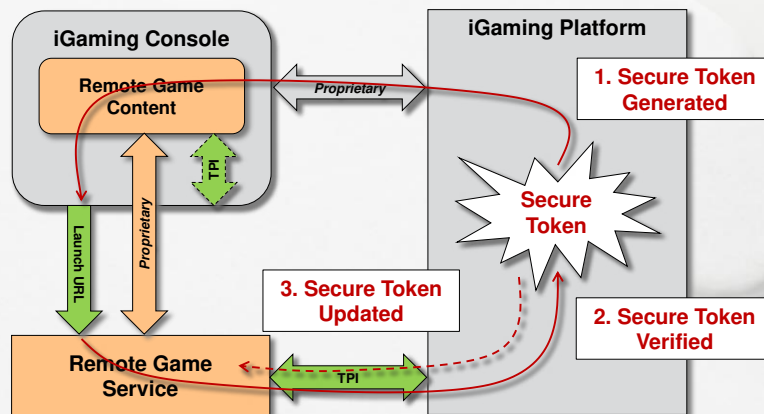 iGaming Console
iGaming Platform
Remote Game
Content
Proprietary
1. Secure Token
Generated
TPI
Secure
Token
Launch URL
Proprietary
3. Secure Token
Updated
2. Secure Token
Verified
Remote Game
Service
TPI